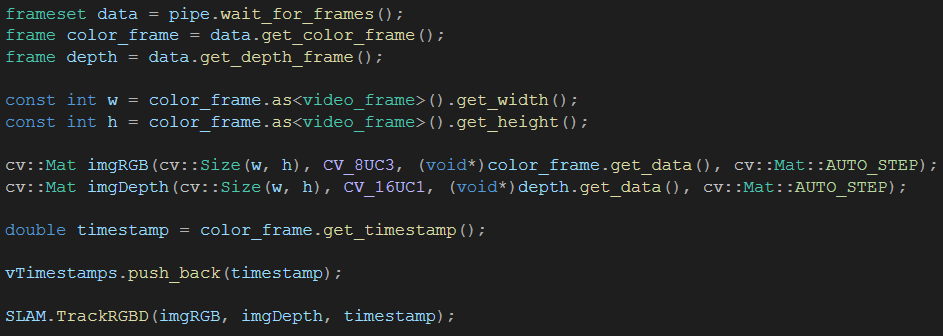 frameset data = pipe.wait_for_frames();
frame color_frame = data.get_color_frame();
frame depth = data.get_depth_frame();
const int w = color_frame.as<video_frame>().get_width();
const int h = color_frame.as<video_frame>().get_height();
cv::Mat imgRGB(cv::Size(w, h), CV_8UC3, (void*)color_frame.get_data(), cv::Mat::AUTO_STEP);
cv::Mat imgDepth(cv::Size(w, h), CV_16UC1, (void*)depth.get_data(), cv::Mat::AUTO_STEP);
double timestamp = color_frame.get_timestamp();
vTimestamps.push_back(timestamp);
SLAM.TrackRGBD(imgRGB, imgDepth, timestamp);